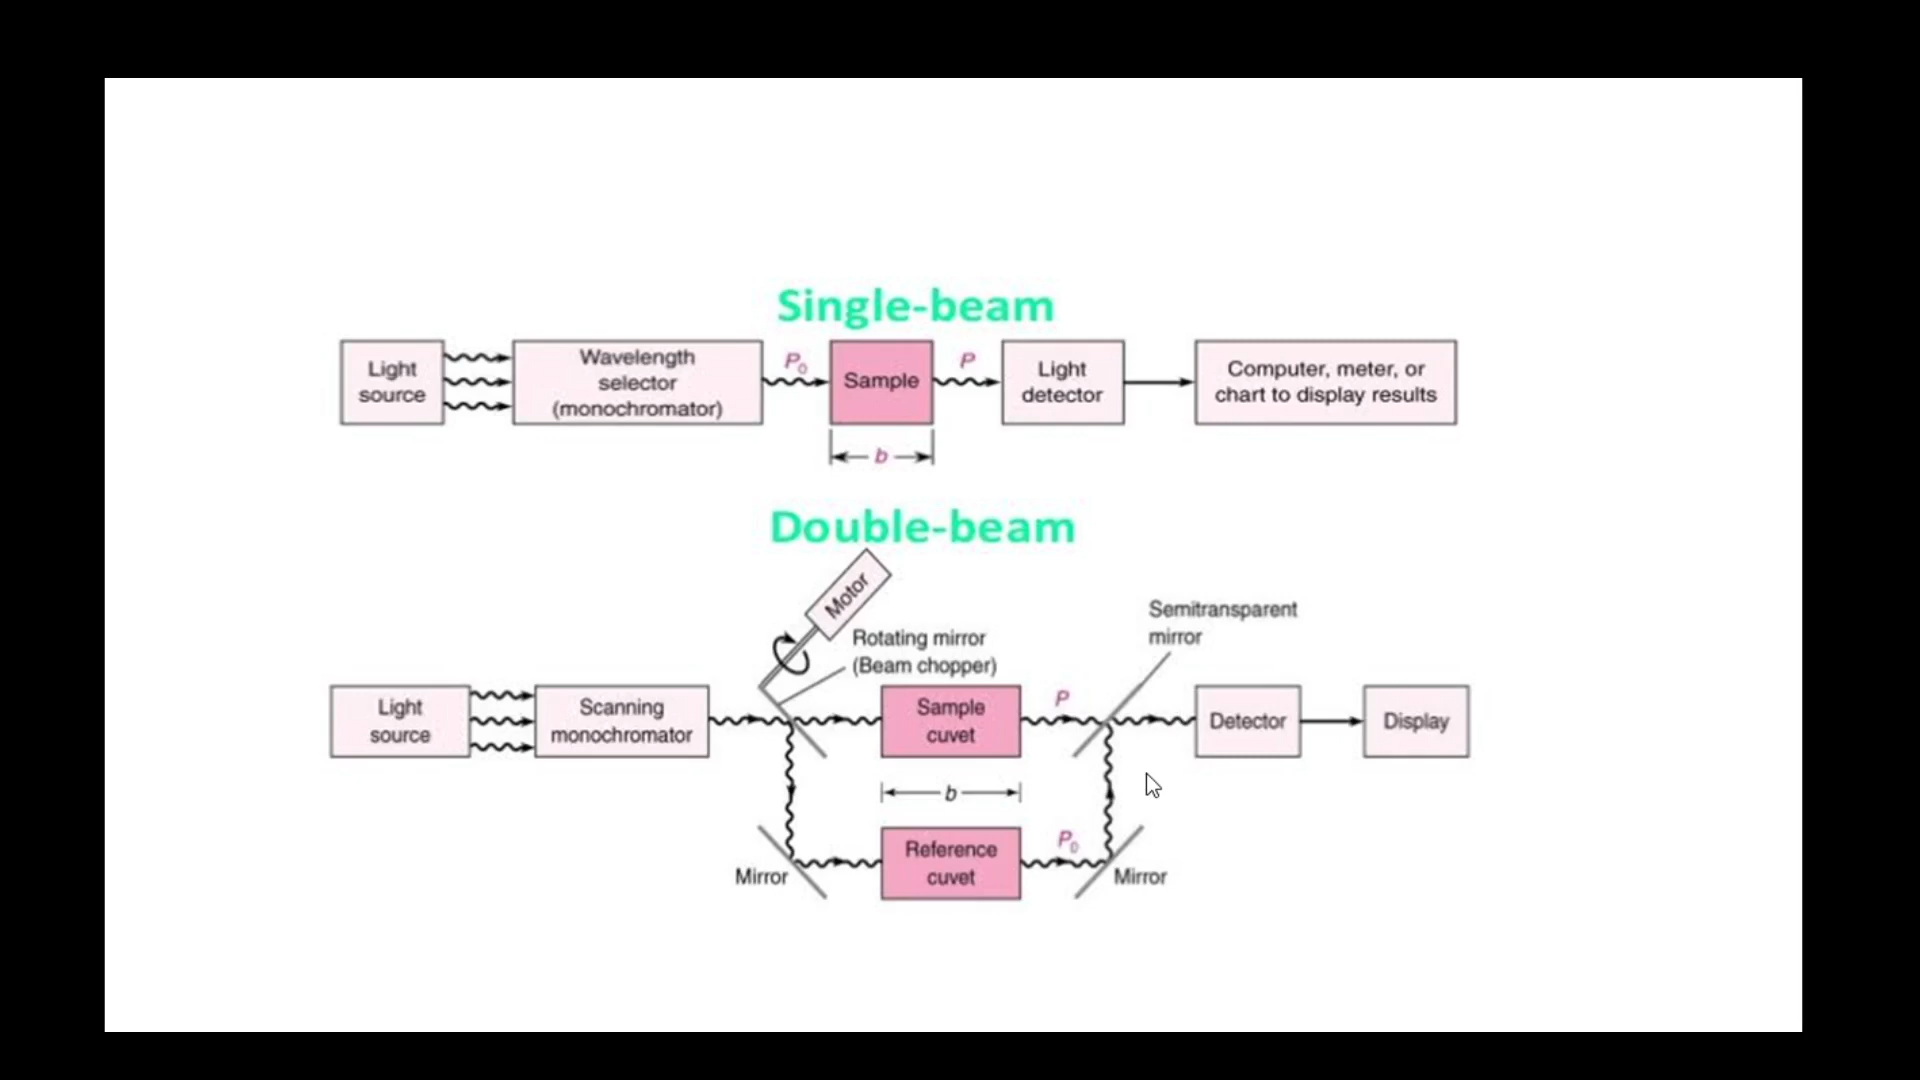 Single-beam
Light
source
Wavelength
selector
(monochromator)
P0
Sample
P
Light
detector
Computer, meter, or
chart to display results
b
Double-beam
Motor
Rotating mirror
(Beam chopper)
Semitransparent
mirror
Light
source
Scanning
monochromator
Sample
cuvet
P
Detector
Display
b
Mirror
Reference
cuvet
P0
Mirror